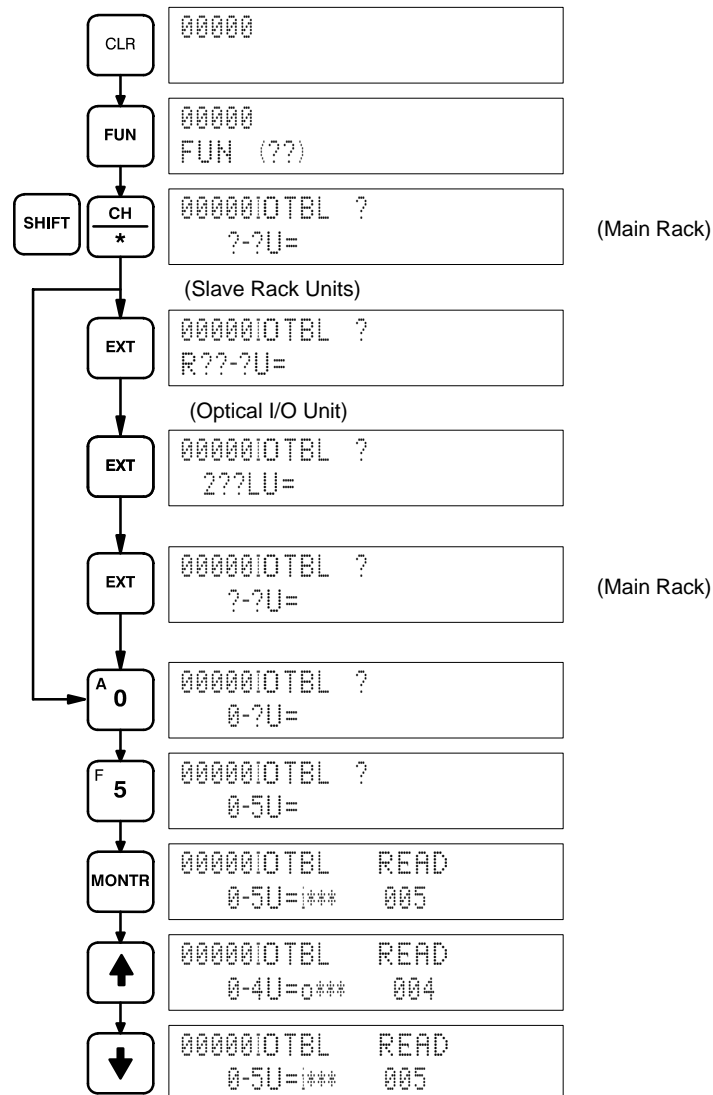 CLR
00000
FUN
00000
FUN (??)
SHIFT
CH
*
00000IOTBL ?
?-?U=
(Main Rack)
(Slave Rack Units)
EXT
00000IOTBL ?
R??-?U=
(Optical I/O Unit)
EXT
00000IOTBL ?
2??LU=
EXT
00000IOTBL ?
?-?U=
(Main Rack)
A
0
00000IOTBL ?
0-?U=
F
5
00000IOTBL ?
0-5U=
MONTR
00000IOTBL READ
0-5U=i*** 005
00000IOTBL READ
0-4U=o*** 004
00000IOTBL READ
0-5U=i*** 005